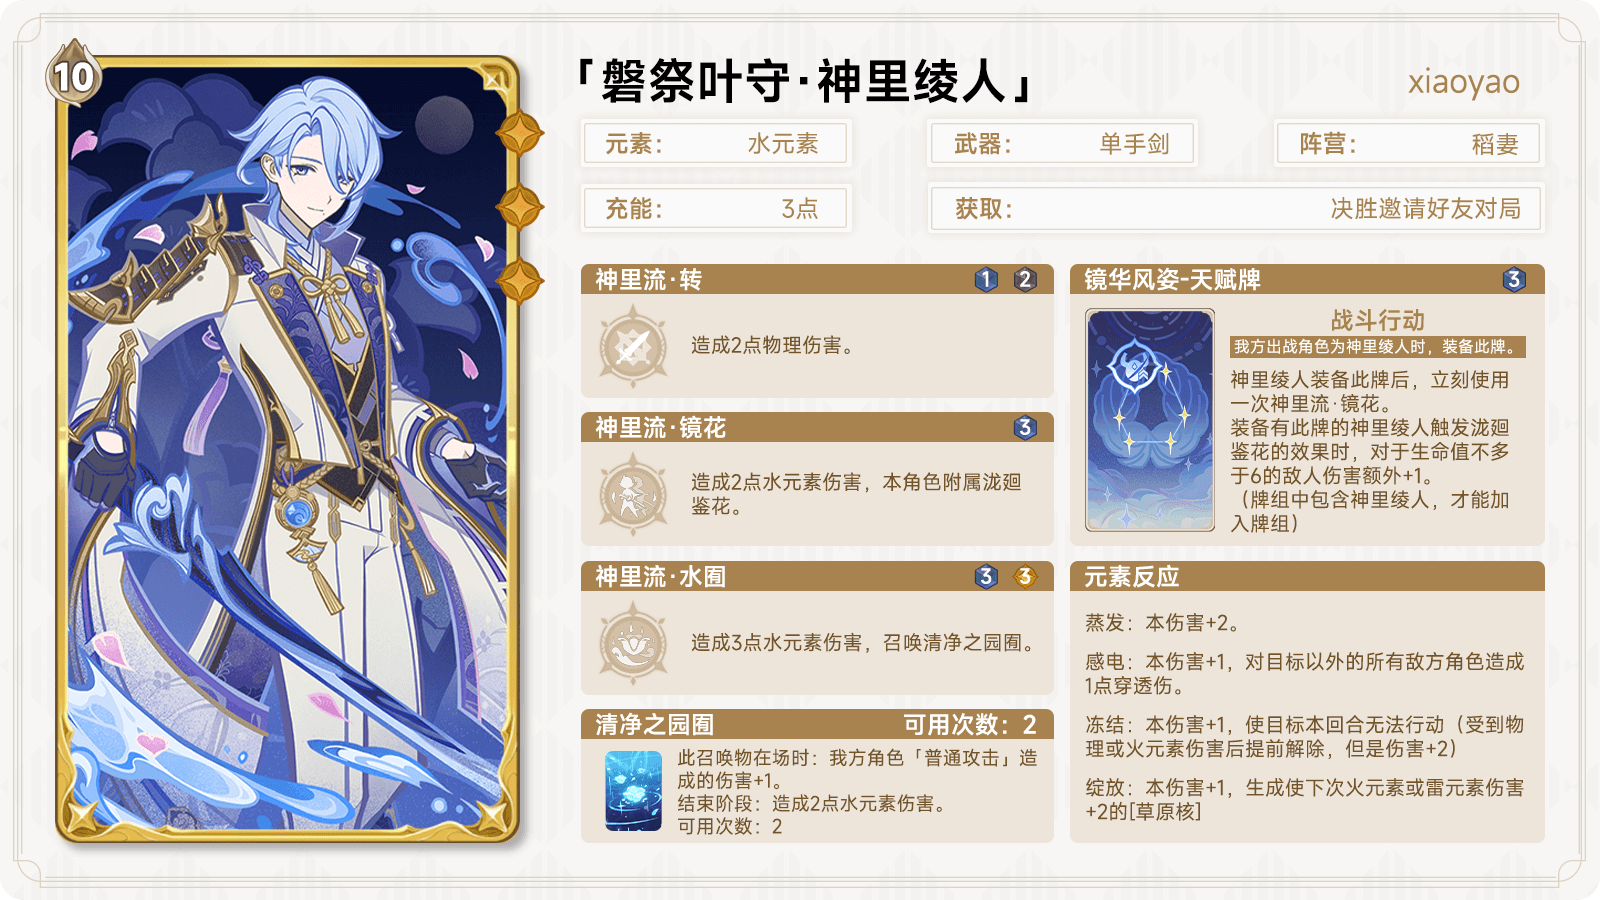 10
「磐祭叶守·神里绫人」
xiaoyao
元素： 水元素
武器： 单手剑
阵营： 稻妻
充能： 3点
获取： 决胜邀请好友对局
神里流·转 1 2
造成2点物理伤害。
神里流·镜花 3
造成2点水元素伤害，本角色附属泷廻
鉴花。
神里流·水囿 3 3
造成3点水元素伤害，召唤清净之园囿。
清净之园囿 可用次数：2
此召唤物在场时：我方角色「普通攻击」造
成的伤害+1。
结束阶段：造成2点水元素伤害。
可用次数：2
镜华风姿-天赋牌 3
战斗行动
我方出战角色为神里绫人时，装备此牌。
神里绫人装备此牌后，立刻使用
一次神里流·镜花。
装备有此牌的神里绫人触发泷廻
鉴花的效果时，对于生命值不多
于6的敌人伤害额外+1。
（牌组中包含神里绫人，才能加
入牌组）
元素反应
蒸发：本伤害+2。
感电：本伤害+1，对目标以外的所有敌方角色造成
1点穿透伤。
冻结：本伤害+1，使目标本回合无法行动（受到物
理或火元素伤害后提前解除，但是伤害+2）
绽放：本伤害+1，生成使下次火元素或雷元素伤害
+2的[草原核]